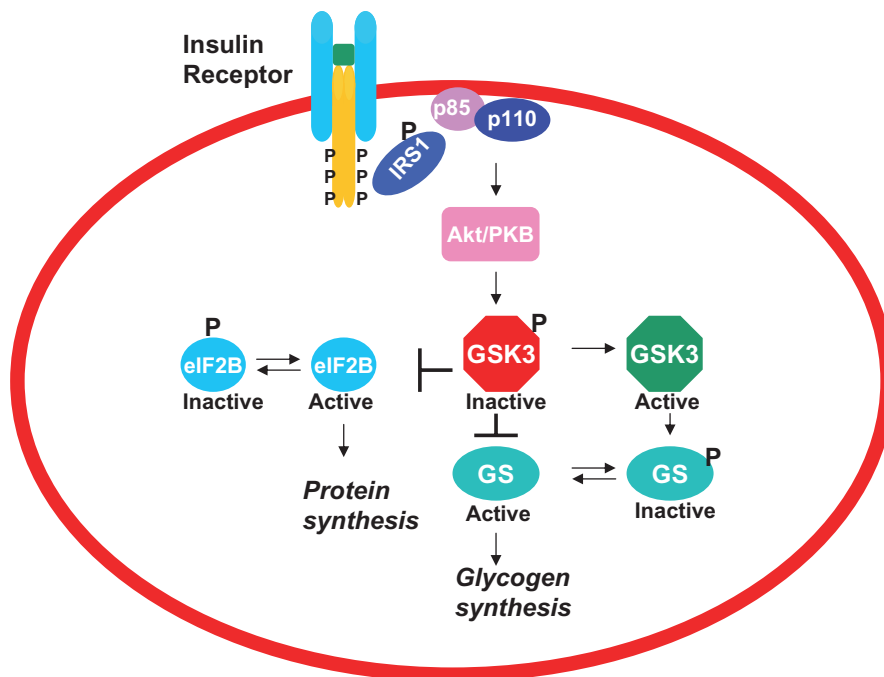 Insulin
Receptor
p85
p110
P
IRS1
P P
P P
P P
Akt/PKB
P
GSK3
Inactive
GSK3
Active
P
eIF2B
Inactive
eIF2B
Active
Protein
synthesis
GS
Active
GS
P
Inactive
Glycogen
synthesis